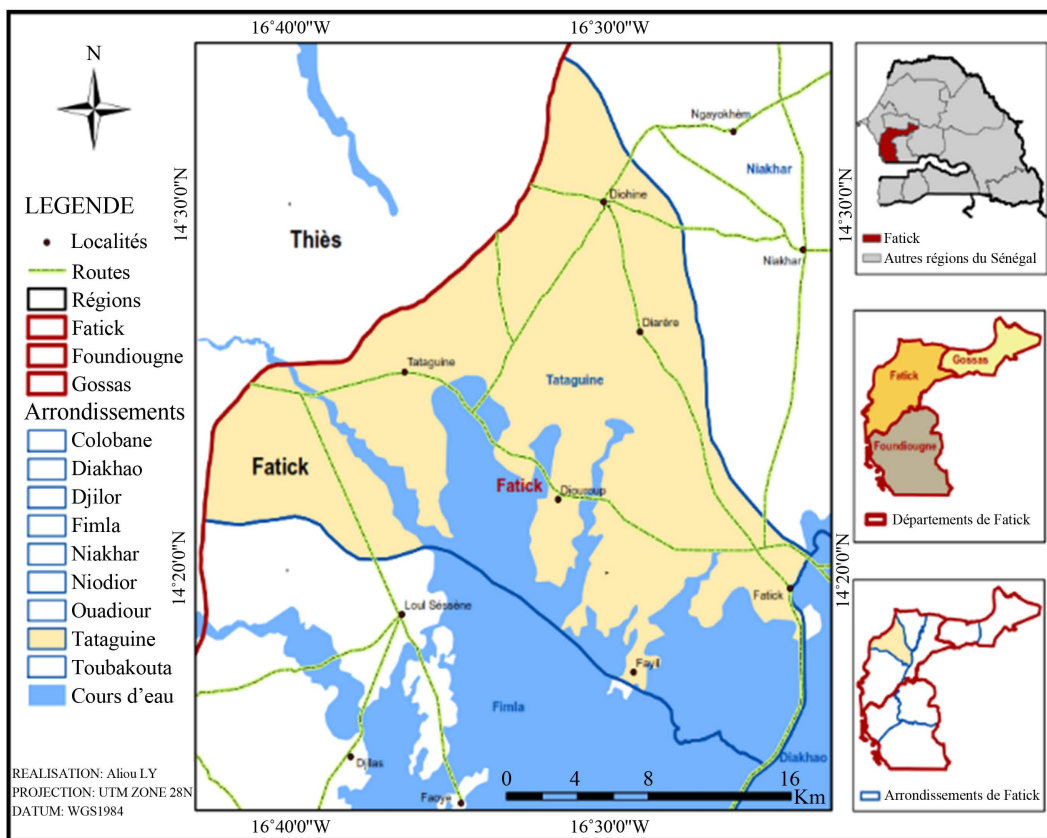 16°40'0"W
16°30'0"W
N
LEGENDE
Localités
Routes
Régions
Fatick
Foundiougne
Gossas
Arrondissements
Colobane
Diakhao
Djilor
Fimla
Niakhar
Niodior
Ouadiour
Tataguine
Toubakouta
Cours d'eau
REALISATION: Aliou LY
PROJECTION: UTM ZONE 28N
DATUM: WGS1984
14°30'0"N
14°20'0"N
Ngayokhèm
Niakhar
Diohine
Thiès
Niakhar
Diarère
Tataguine
Tataguine
Fatick
Fatick
Diouroup
Fatick
Loul Sèssène
Fayil
Fimla
Diakhao
Djilas
Faoye
0 4 8 16
Km
14°30'0"N
14°20'0"N
16°40'0"W
16°30'0"W
Fatick
Autres régions du Sénégal
Gossas
Fatick
Foundiougne
Départements de Fatick
Arrondissements de Fatick